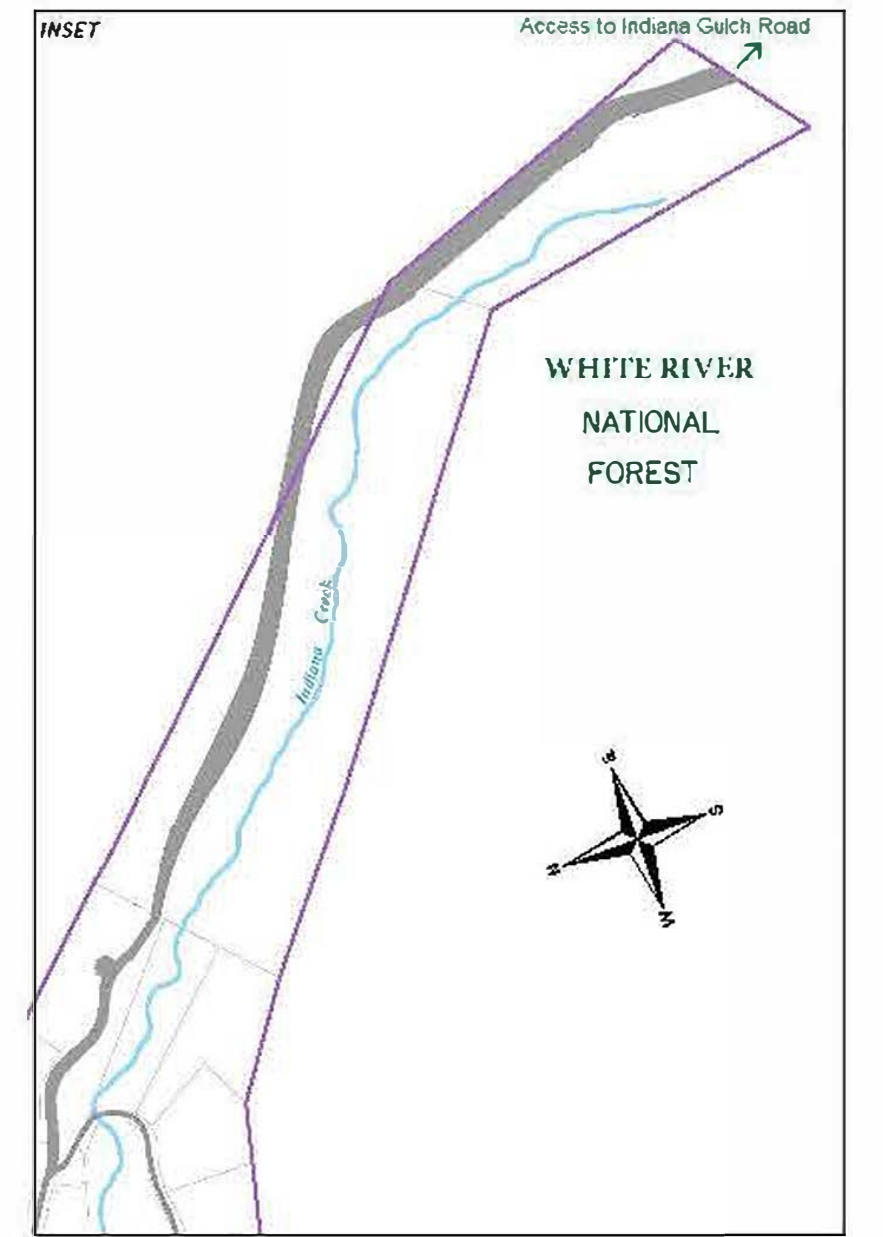 INSET
Access to Indiana Gulch Road
WHITE RIVER
NATIONAL
FOREST
Indiana Creek
E
S
N
W